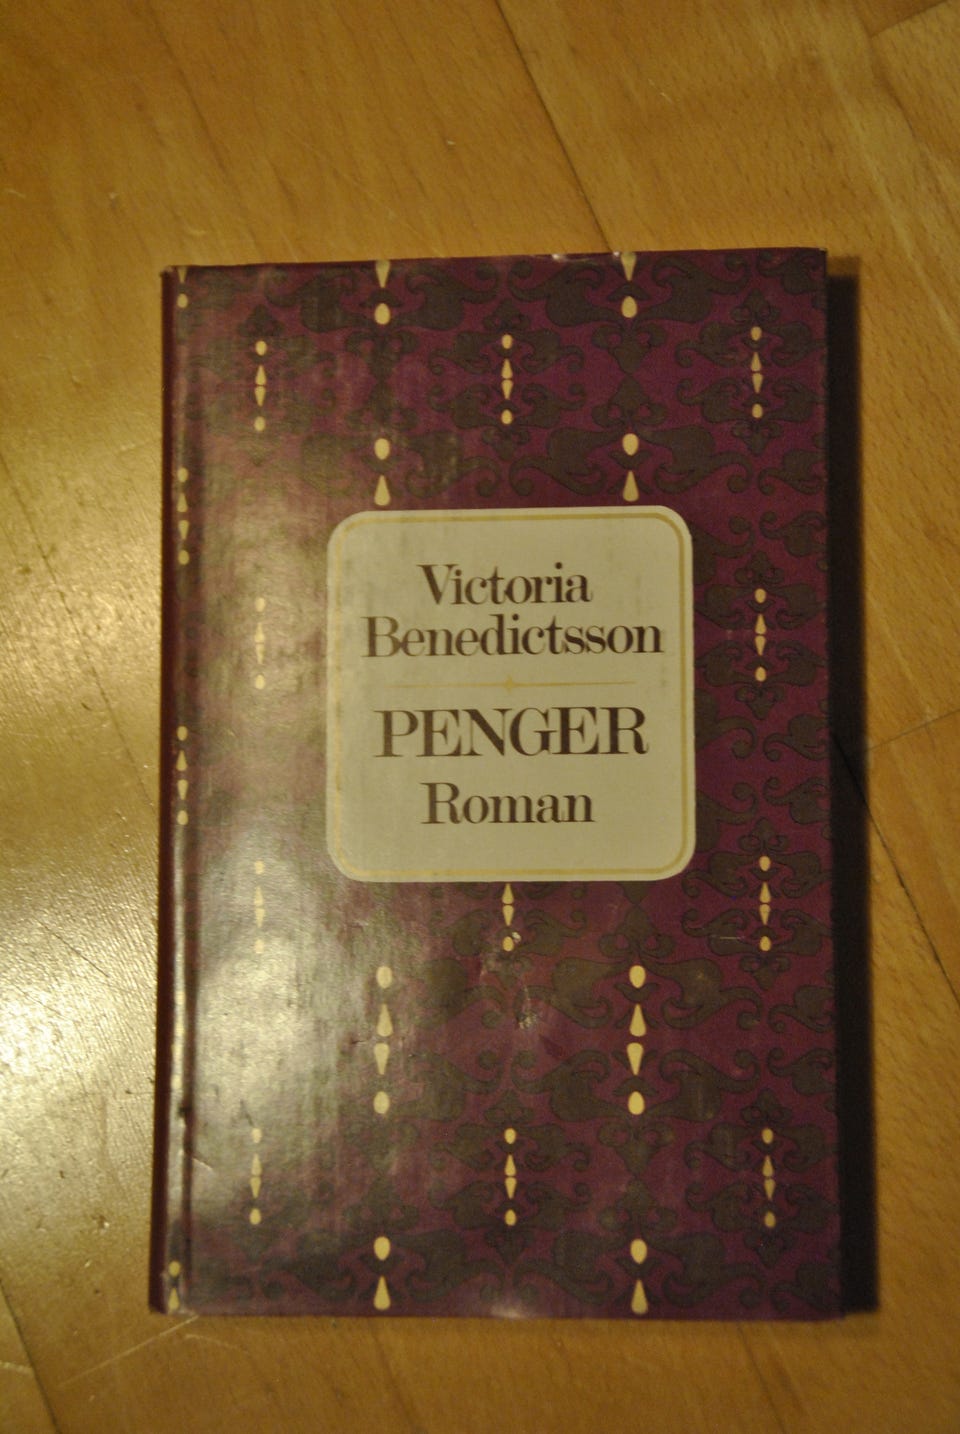 Victoria
Benedictsson
PENGER
Roman